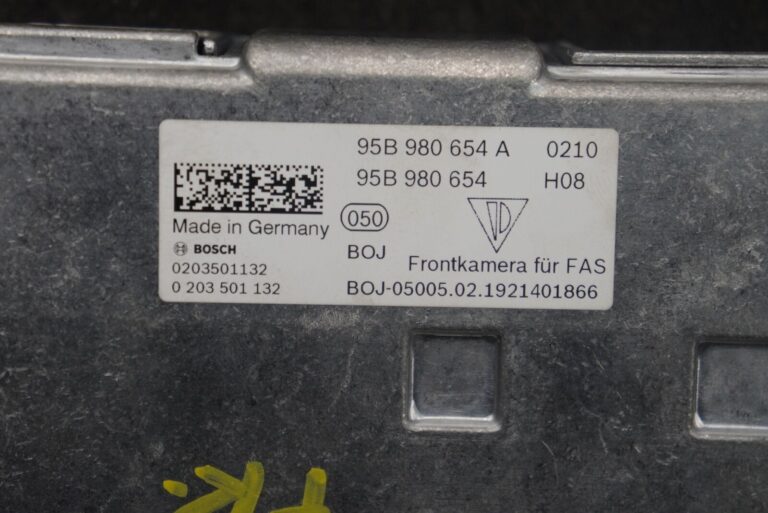 95B 980 654 A 0210
95B 980 654 H08
050
Made in Germany
BOSCH
BOJ
Frontkamera für FAS
0203501132
0 203 501 132
BOJ-05005.02.1921401866